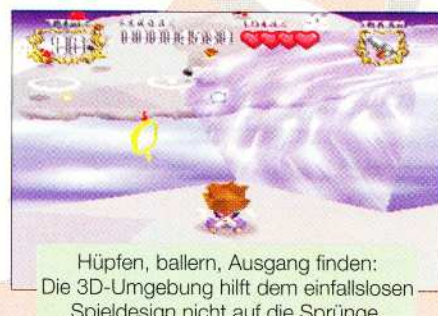 Hüpfen, ballern, Ausgang finden:
Die 3D-Umgebung hilft dem einfallslosen
Spieldesign nicht auf die Sprünge.